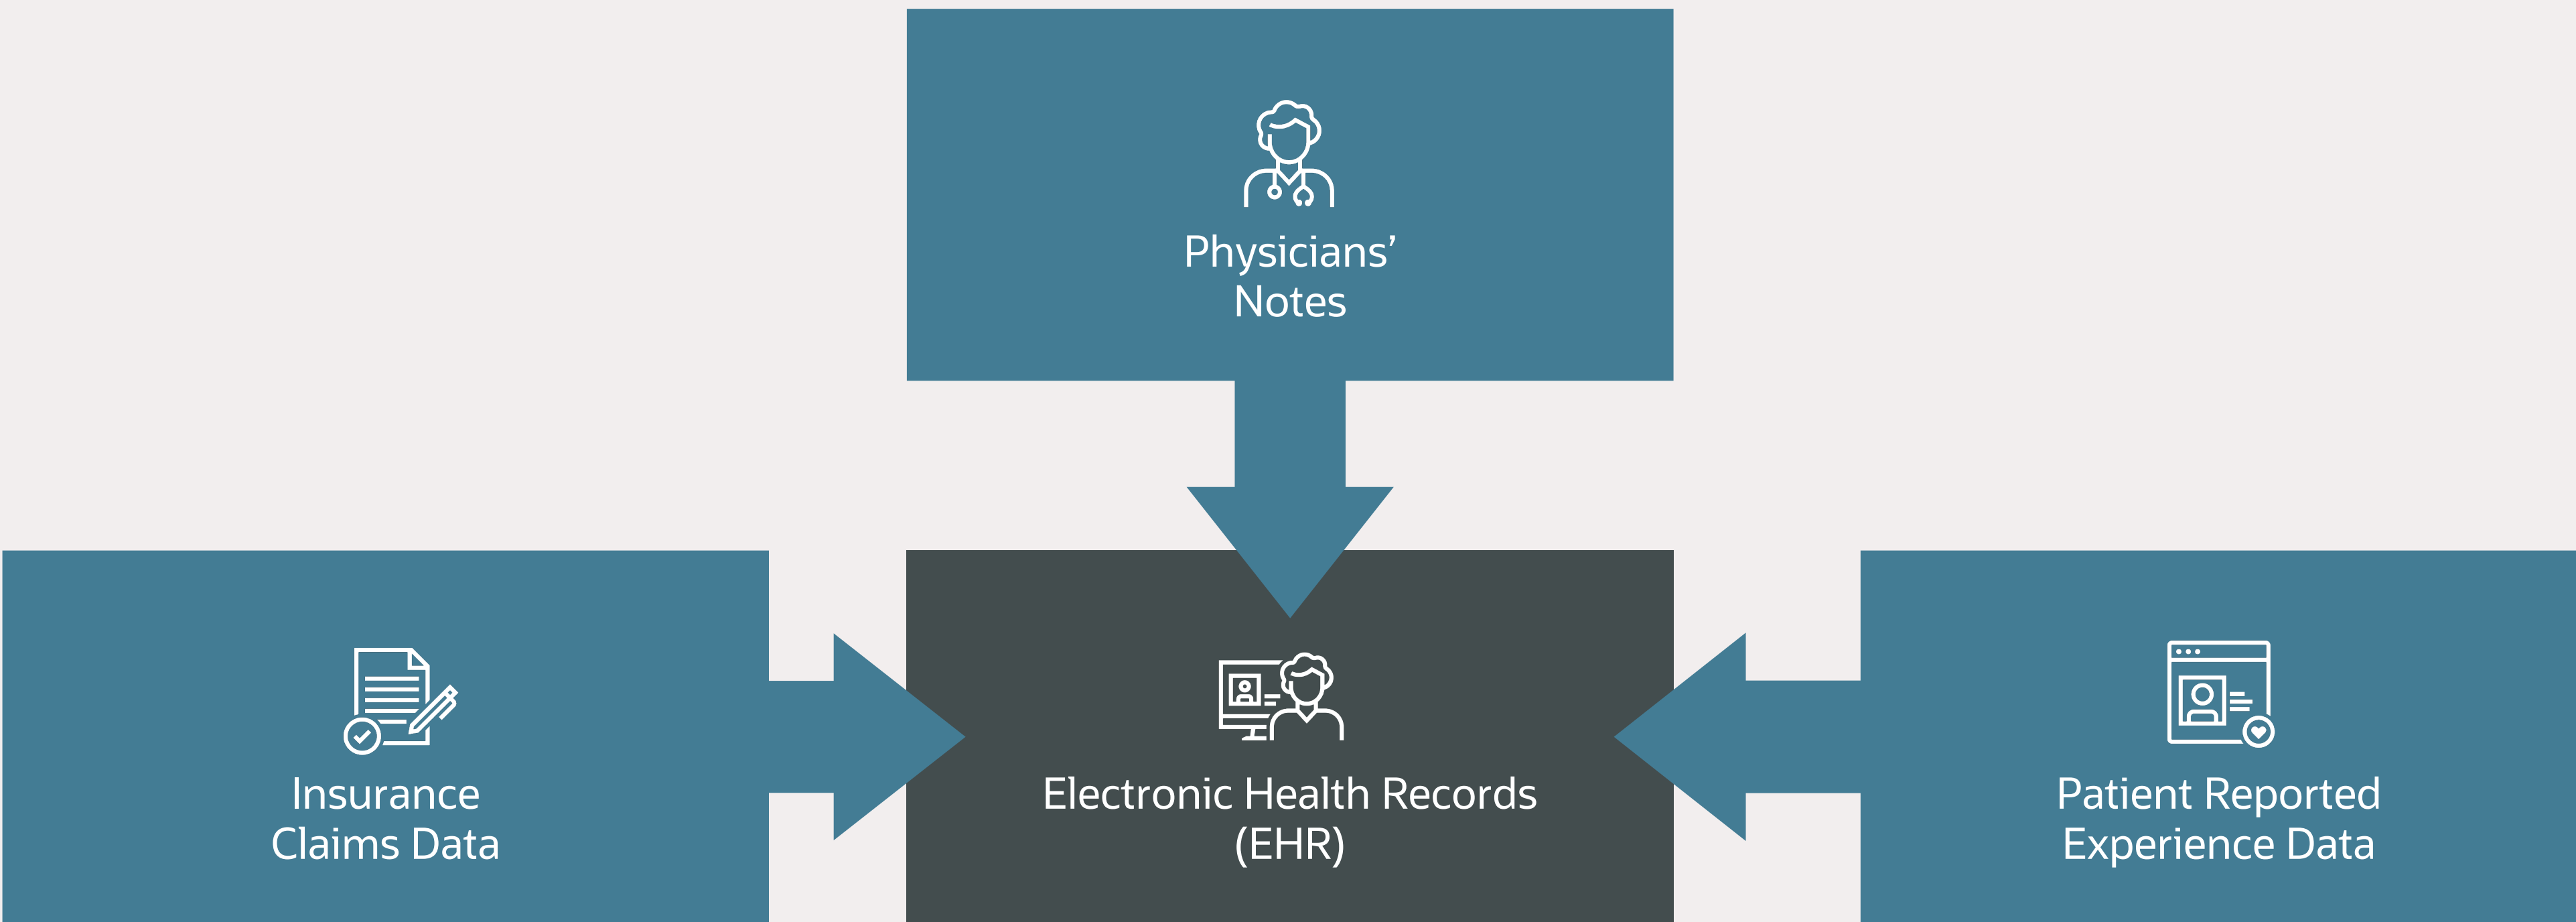 Physicians’
Notes
Insurance
Claims Data
Electronic Health Records
(EHR)
Patient Reported
Experience Data